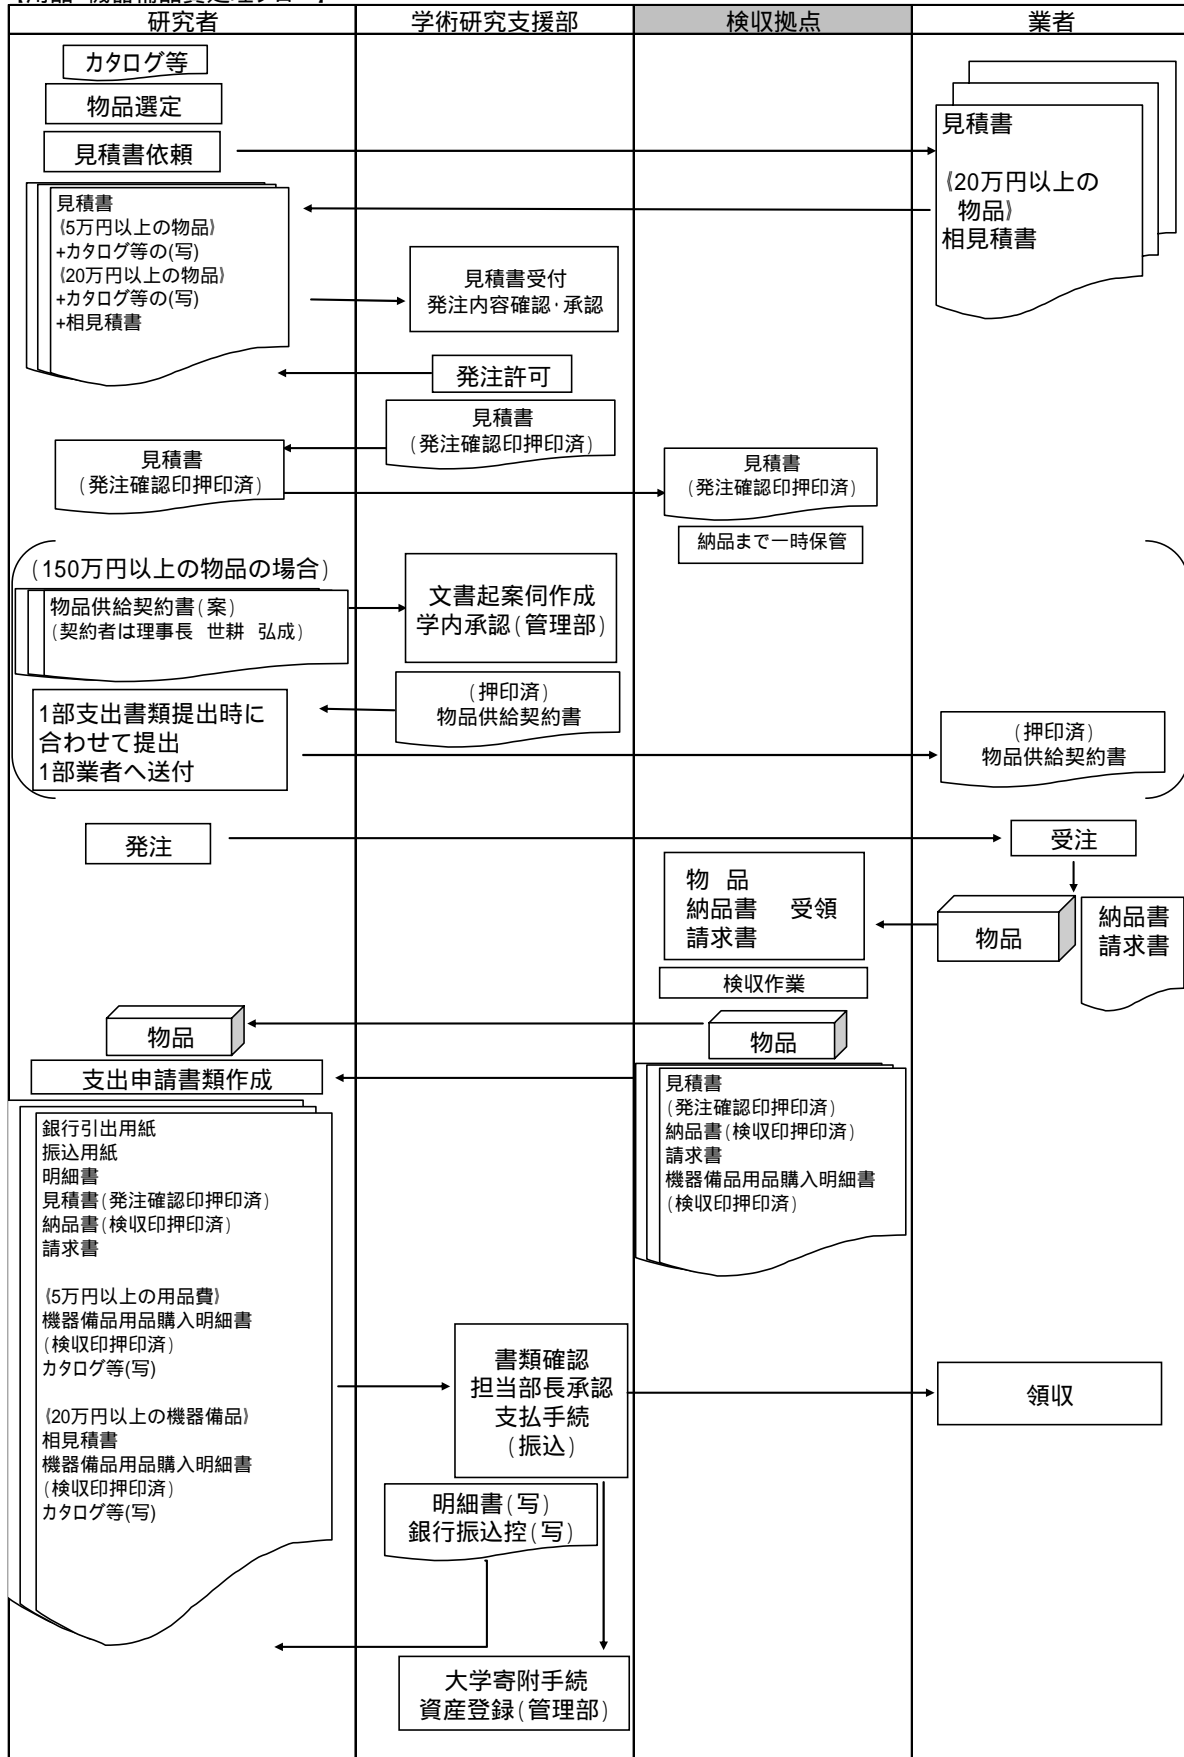 研究者
学術研究支援部
検収拠点
業者
カタログ等
物品選定
見積書依頼
見積書
《20万円以上の
物品》
相見積書
見積書
《5万円以上の物品》
+カタログ等の(写)
《20万円以上の物品》
+カタログ等の(写)
+相見積書
見積書受付
発注内容確認・承認
発注許可
見積書
(発注確認印押印済)
見積書
(発注確認印押印済)
見積書
(発注確認印押印済)
納品まで一時保管
(150万円以上の物品の場合)
物品供給契約書(案)
(契約者は理事長 世耕 弘成)
文書起案伺作成
学内承認(管理部)
(押印済)
物品供給契約書
1部支出書類提出時に
合わせて提出
1部業者へ送付
(押印済)
物品供給契約書
発注
受注
物 品
納品書 受領
請求書
物品
納品書
請求書
検収作業
物品
物品
支出申請書類作成
見積書
(発注確認印押印済)
納品書(検収印押印済)
請求書
機器備品用品購入明細書
(検収印押印済)
銀行引出用紙
振込用紙
明細書
見積書(発注確認印押印済)
納品書(検収印押印済)
請求書
《5万円以上の用品費》
機器備品用品購入明細書
(検収印押印済)
カタログ等(写)
《20万円以上の機器備品》
相見積書
機器備品用品購入明細書
(検収印押印済)
カタログ等(写)
書類確認
担当部長承認
支払手続
(振込)
領収
明細書(写)
銀行振込控(写)
大学寄附手続
資産登録(管理部)